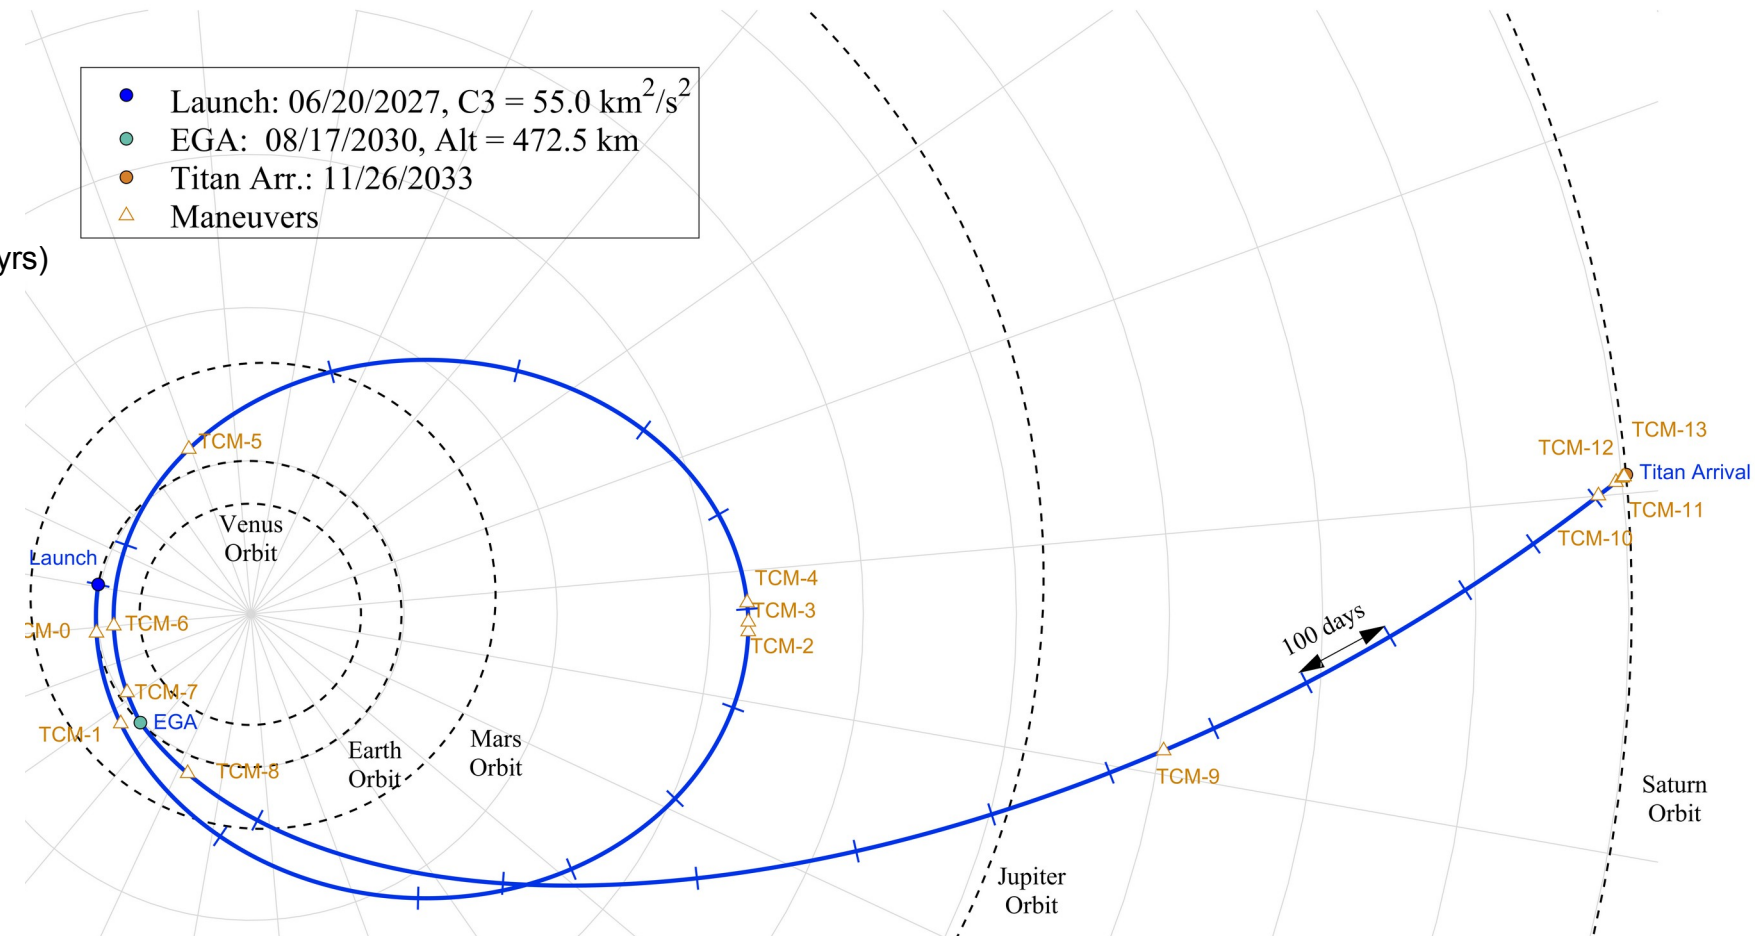 Launch: 06/20/2027, C3 = 55.0 km²/s²
EGA: 08/17/2030, Alt = 472.5 km
Titan Arr.: 11/26/2033
Maneuvers
yrs)
TCM-5
Venus
Orbit
Launch
TCM-6
CM-0
TCM-7
EGA
TCM-1
TCM-8
Earth
Orbit
Mars
Orbit
TCM-4
TCM-3
TCM-2
100 days
TCM-9
Jupiter
Orbit
TCM-13
TCM-12
Titan Arrival
TCM-11
TCM-10
Saturn
Orbit